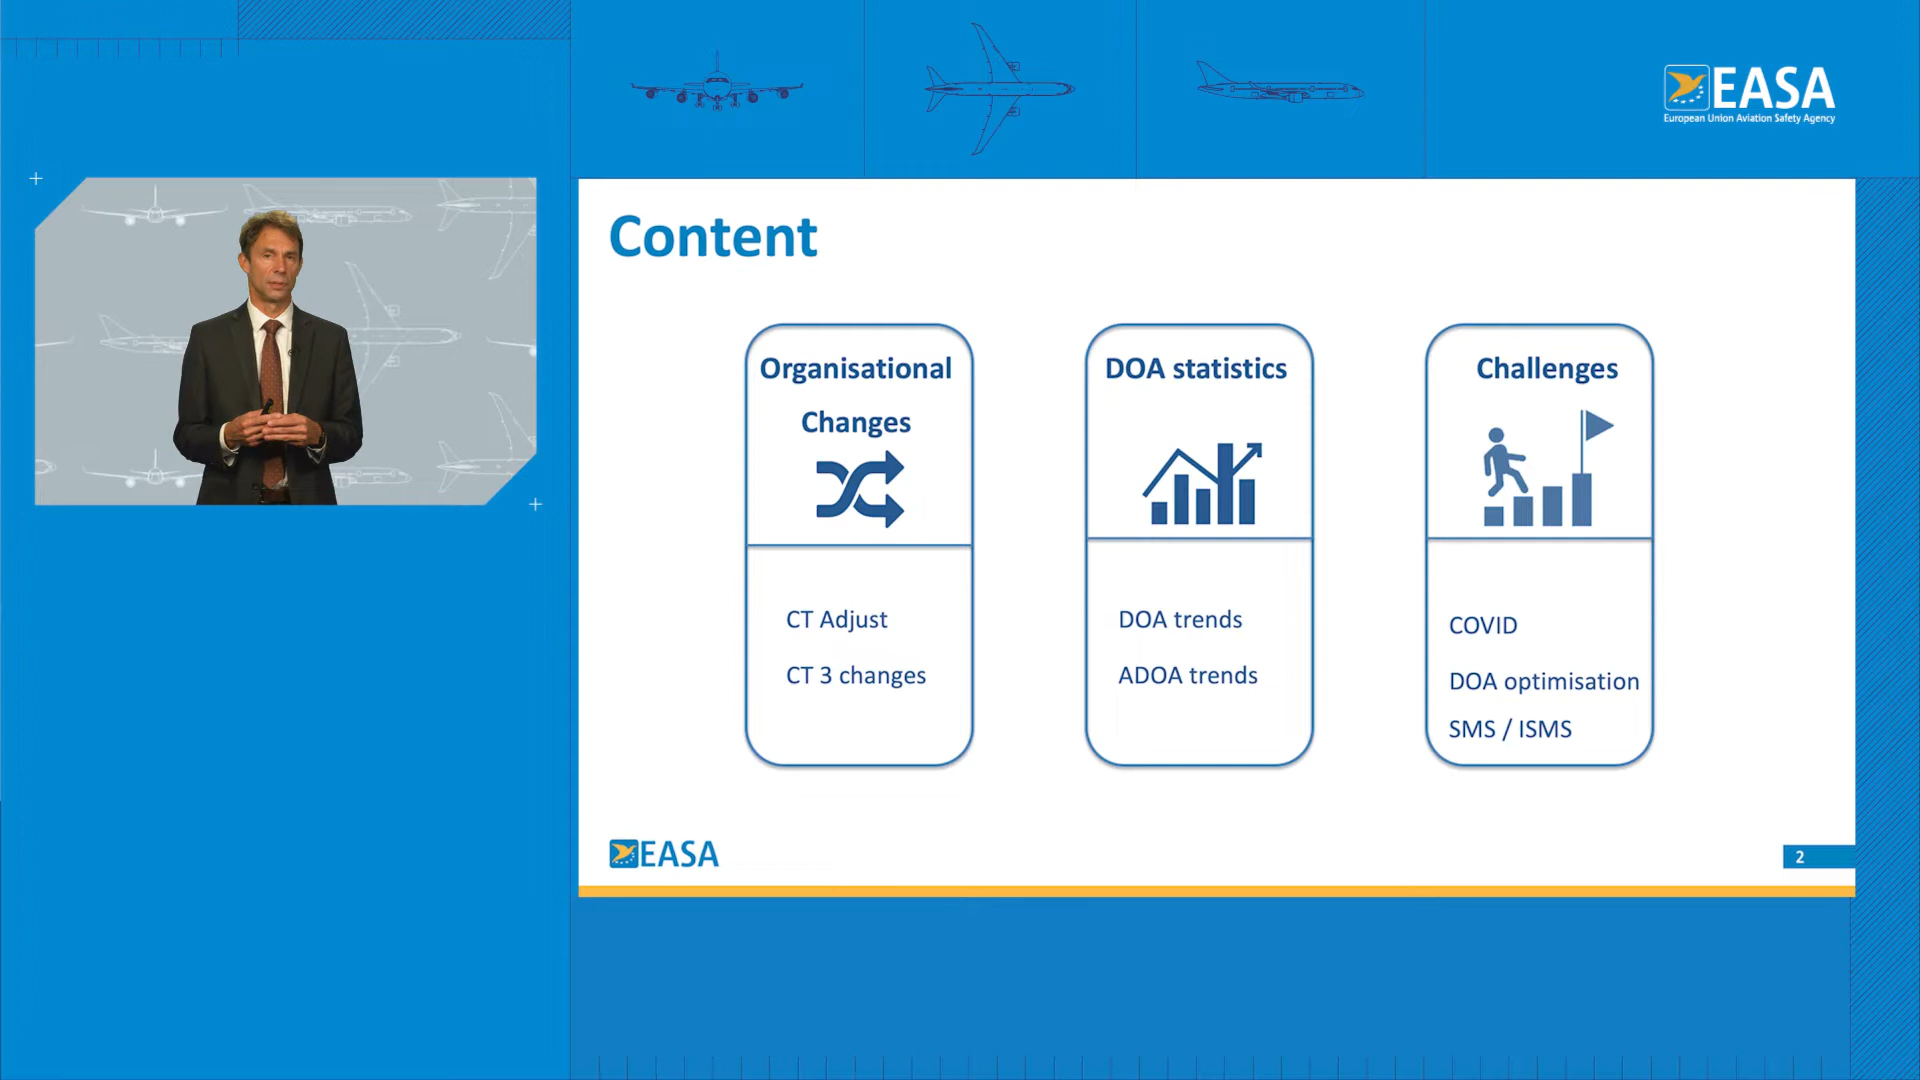 EASA
European Union Aviation Safety Agency
Content
Organisational
Changes
CT Adjust
CT 3 changes
DOA statistics
DOA trends
ADOA trends
Challenges
COVID
DOA optimisation
SMS / ISMS
EASA
2